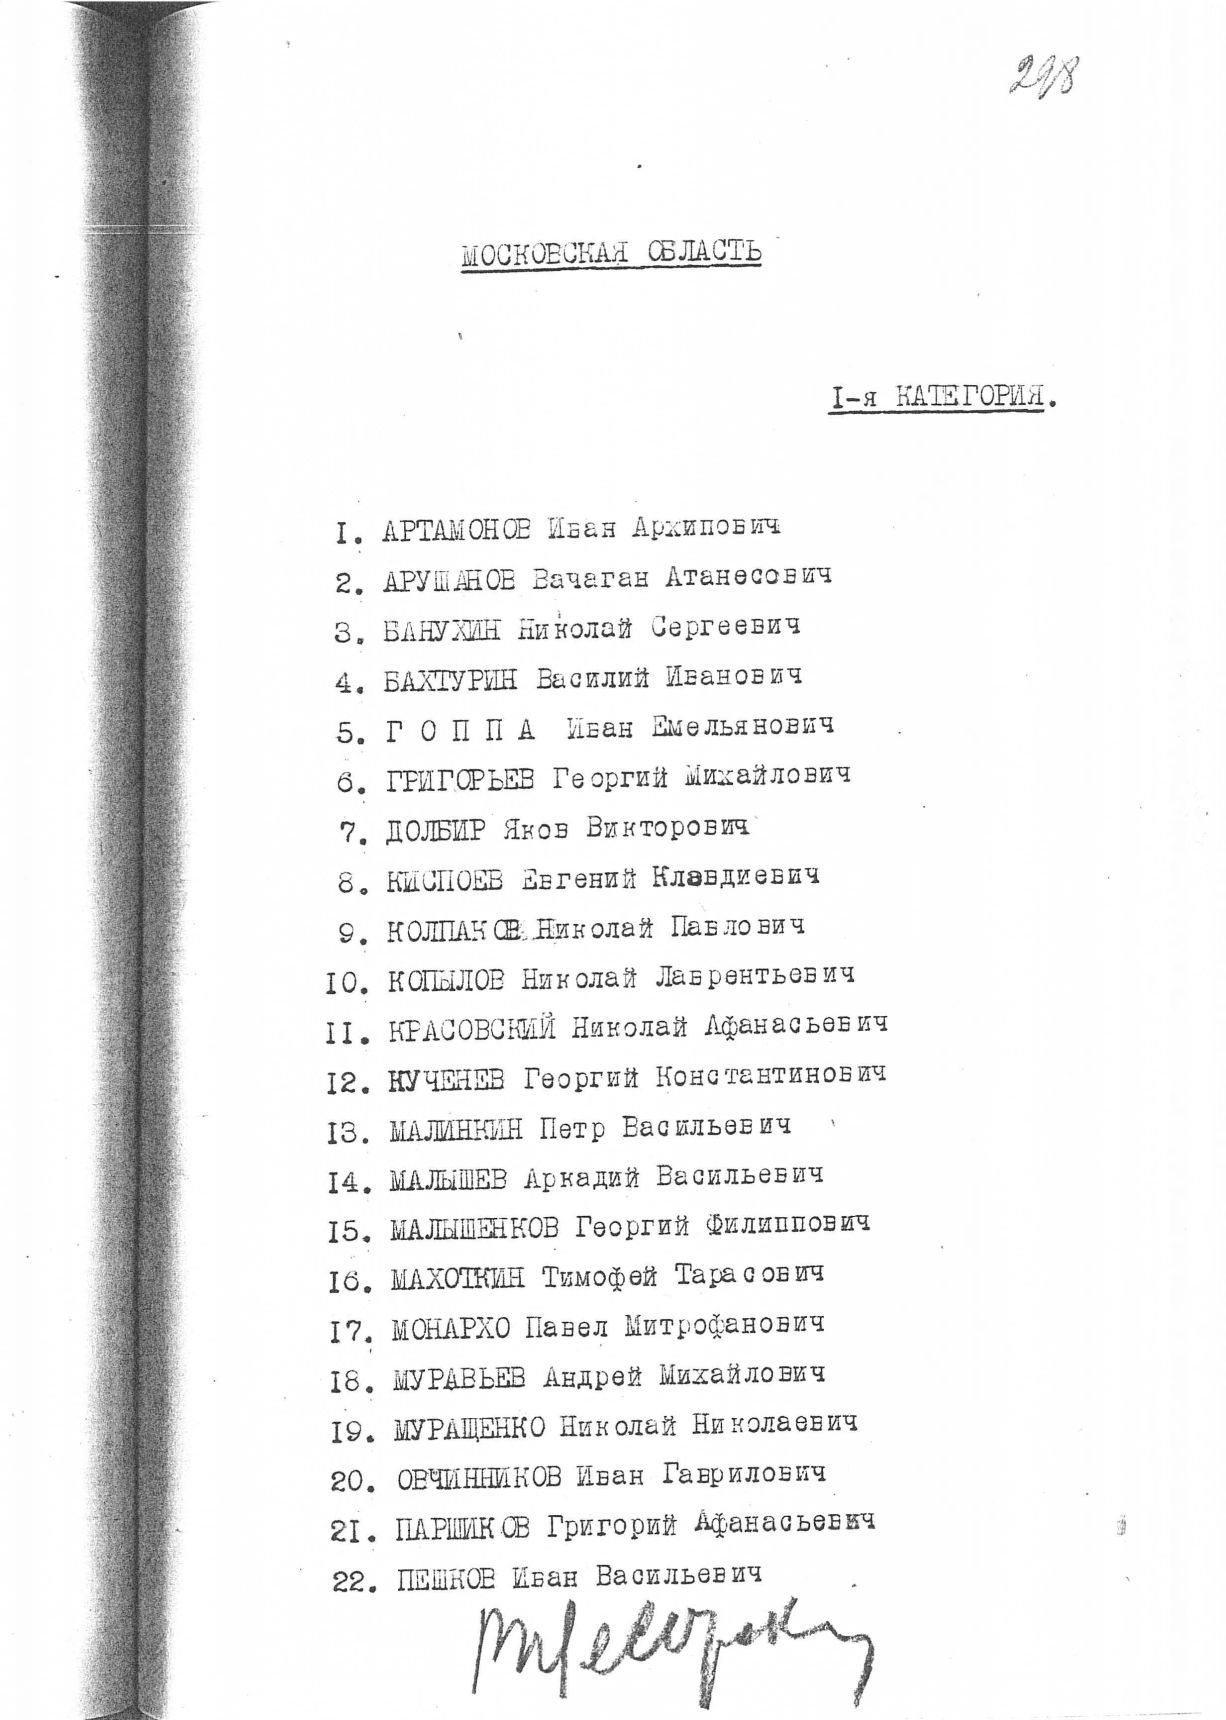 298
МОСКОВСКАЯ ОБЛАСТЬ
I-я КАТЕГОРИЯ.
I. АРТАМОНОВ Иван Архипович
2. АРУШАНОВ Вачаган Атанесович
3. БАНУХИН Николай Сергеевич
4. БАХТУРИН Василий Иванович
5. Г О П П А Иван Емельянович
6. ГРИГОРЬЕВ Георгий Михайлович
7. ДОЛБИР Яков Викторович
8. КИСПОЕВ Евгений Клавдиевич
9. КОЛПАКОВ Николай Павлович
IO. КОПЫЛОВ Николай Лаврентьевич
II. КРАСОВСКИЙ Николай Афанасьевич
I2. КУЧЕНЕВ Георгий Константинович
I3. МАЛИНКИН Петр Васильевич
I4. МАЛЫШЕВ Аркадий Васильевич
I5. МАЛЫШЕНКОВ Георгий Филиппович
I6. МАХОТКИН Тимофей Тарасович
I7. МОНАРХО Павел Митрофанович
I8. МУРАВЬЕВ Андрей Михайлович
I9. МУРАЩЕНКО Николай Николаевич
20. ОВЧИННИКОВ Иван Гаврилович
2I. ПАРШИКОВ Григорий Афанасьевич
22. ПЕШКОВ Иван Васильевич